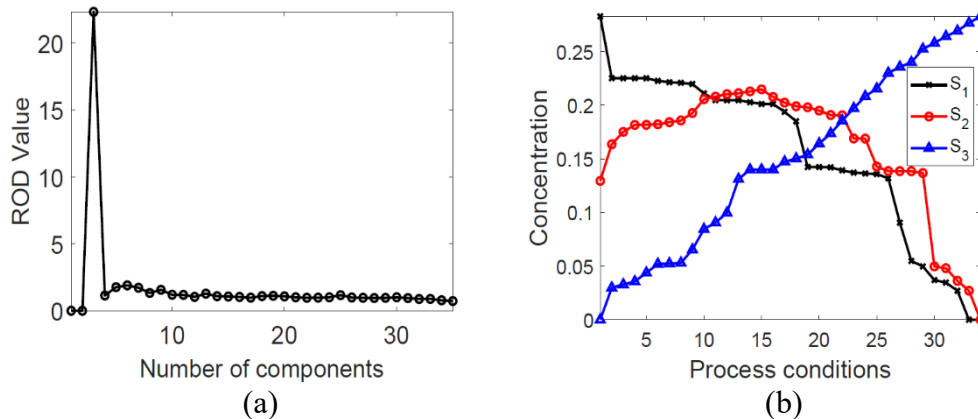 20
15
10
5
0
ROD Value
10
20
30
Number of components
(a)
0.25
0.2
0.15
0.1
0.05
0
Concentration
5
10
15
20
25
30
Process conditions
S1
S2
S3
(b)